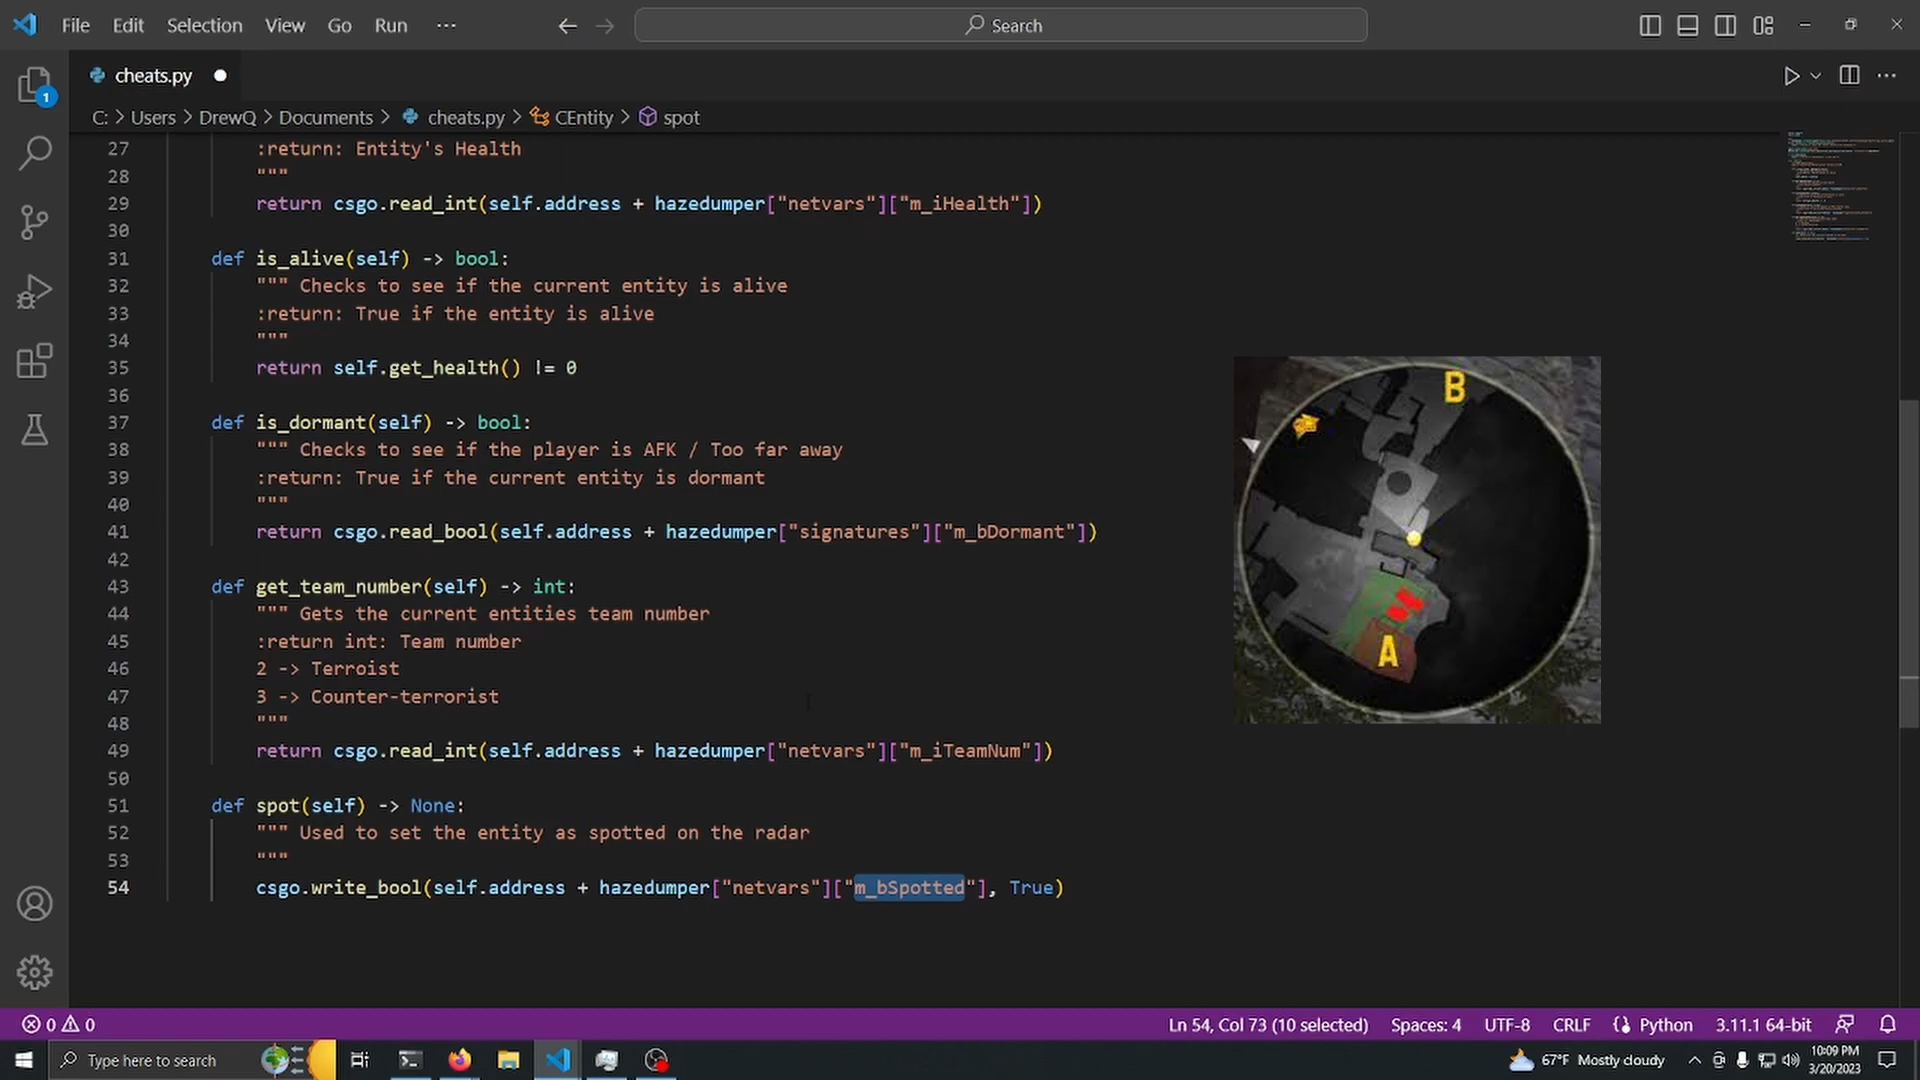 File Edit Selection View Go Run ··· Search
cheats.py
C: > Users > DrewQ > Documents > cheats.py > CEntity > spot
27 :return: Entity's Health
28 """
29 return csgo.read_int(self.address + hazedumper["netvars"]["m_iHealth"])
30
31 def is_alive(self) -> bool:
32 """ Checks to see if the current entity is alive
33 :return: True if the entity is alive
34 """
35 return self.get_health() != 0
36
37 def is_dormant(self) -> bool:
38 """ Checks to see if the player is AFK / Too far away
39 :return: True if the current entity is dormant
40 """
41 return csgo.read_bool(self.address + hazedumper["signatures"]["m_bDormant"])
42
43 def get_team_number(self) -> int:
44 """ Gets the current entities team number
45 :return int: Team number
46 2 -> Terroist
47 3 -> Counter-terrorist
48 """
49 return csgo.read_int(self.address + hazedumper["netvars"]["m_iTeamNum"])
50
51 def spot(self) -> None:
52 """ Used to set the entity as spotted on the radar
53 """
54 csgo.write_bool(self.address + hazedumper["netvars"]["m_bSpotted"], True)
1
B
A
0 0 Ln 54, Col 73 (10 selected) Spaces: 4 UTF-8 CRLF Python 3.11.1 64-bit
Type here to search 67°F Mostly cloudy 10:09 PM
3/20/2023